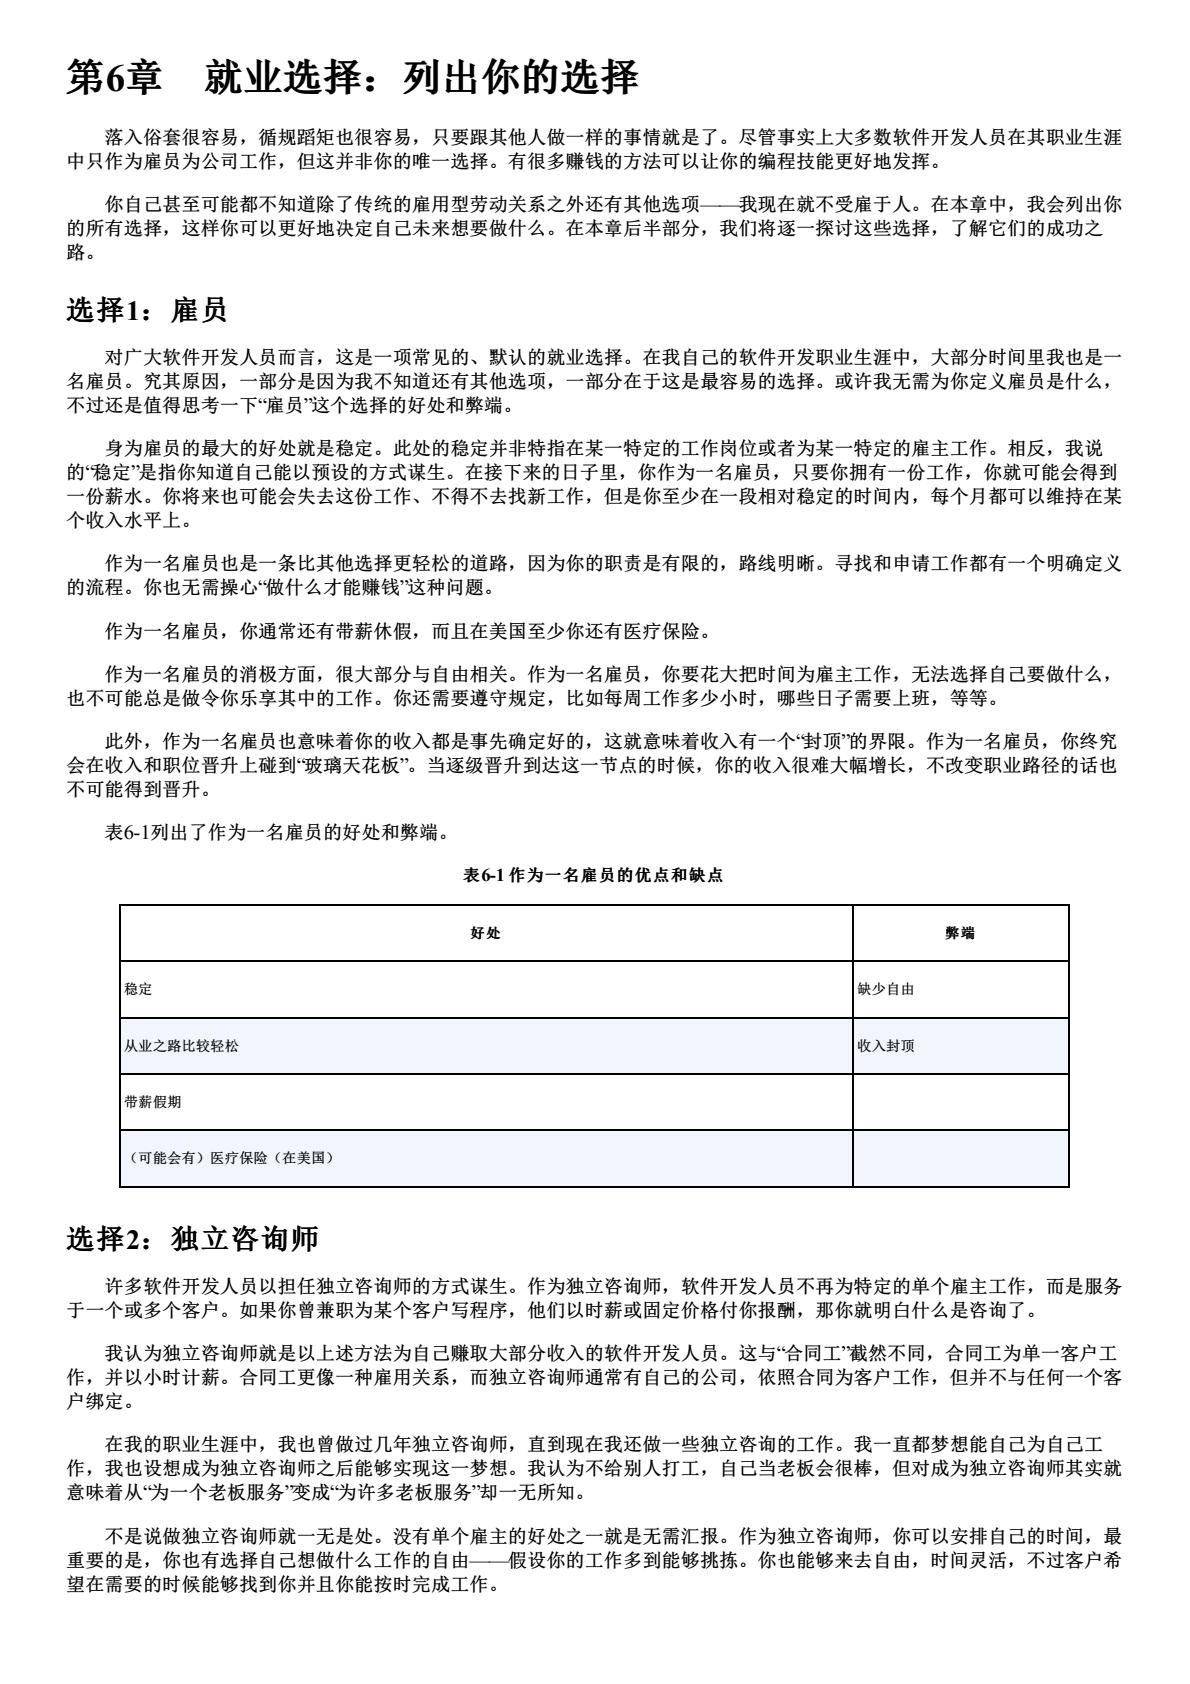 第6章　就业选择：列出你的选择
落入俗套很容易，循规蹈矩也很容易，只要跟其他人做一样的事情就是了。尽管事实上大多数软件开发人员在其职业生涯
中只作为雇员为公司工作，但这并非你的唯一选择。有很多赚钱的方法可以让你的编程技能更好地发挥。
你自己甚至可能都不知道除了传统的雇用型劳动关系之外还有其他选项——我现在就不受雇于人。在本章中，我会列出你
的所有选择，这样你可以更好地决定自己未来想要做什么。在本章后半部分，我们将逐一探讨这些选择，了解它们的成功之
路。
选择1：雇员
对广大软件开发人员而言，这是一项常见的、默认的就业选择。在我自己的软件开发职业生涯中，大部分时间里我也是一
名雇员。究其原因，一部分是因为我不知道还有其他选项，一部分在于这是最容易的选择。或许我无需为你定义雇员是什么，
不过还是值得思考一下“雇员”这个选择的好处和弊端。
身为雇员的最大的好处就是稳定。此处的稳定并非特指在某一特定的工作岗位或者为某一特定的雇主工作。相反，我说
的“稳定”是指你知道自己能以预设的方式谋生。在接下来的日子里，你作为一名雇员，只要你拥有一份工作，你就可能会得到
一份薪水。你将来也可能会失去这份工作、不得不去找新工作，但是你至少在一段相对稳定的时间内，每个月都可以维持在某
个收入水平上。
作为一名雇员也是一条比其他选择更轻松的道路，因为你的职责是有限的，路线明晰。寻找和申请工作都有一个明确定义
的流程。你也无需操心“做什么才能赚钱”这种问题。
作为一名雇员，你通常还有带薪休假，而且在美国至少你还有医疗保险。
作为一名雇员的消极方面，很大部分与自由相关。作为一名雇员，你要花大把时间为雇主工作，无法选择自己要做什么，
也不可能总是做令你乐享其中的工作。你还需要遵守规定，比如每周工作多少小时，哪些日子需要上班，等等。
此外，作为一名雇员也意味着你的收入都是事先确定好的，这就意味着收入有一个“封顶”的界限。作为一名雇员，你终究
会在收入和职位晋升上碰到“玻璃天花板”。当逐级晋升到达这一节点的时候，你的收入很难大幅增长，不改变职业路径的话也
不可能得到晋升。
表6-1列出了作为一名雇员的好处和弊端。
表6-1 作为一名雇员的优点和缺点
好处
弊端
稳定
缺少自由
从业之路比较轻松
收入封顶
带薪假期
（可能会有）医疗保险（在美国）
选择2：独立咨询师
许多软件开发人员以担任独立咨询师的方式谋生。作为独立咨询师，软件开发人员不再为特定的单个雇主工作，而是服务
于一个或多个客户。如果你曾兼职为某个客户写程序，他们以时薪或固定价格付你报酬，那你就明白什么是咨询了。
我认为独立咨询师就是以上述方法为自己赚取大部分收入的软件开发人员。这与“合同工”截然不同，合同工为单一客户工
作，并以小时计薪。合同工更像一种雇用关系，而独立咨询师通常有自己的公司，依照合同为客户工作，但并不与任何一个客
户绑定。
在我的职业生涯中，我也曾做过几年独立咨询师，直到现在我还做一些独立咨询的工作。我一直都梦想能自己为自己工
作，我也设想成为独立咨询师之后能够实现这一梦想。我认为不给别人打工，自己当老板会很棒，但对成为独立咨询师其实就
意味着从“为一个老板服务”变成“为许多老板服务”却一无所知。
不是说做独立咨询师就一无是处。没有单个雇主的好处之一就是无需汇报。作为独立咨询师，你可以安排自己的时间，最
重要的是，你也有选择自己想做什么工作的自由——假设你的工作多到能够挑拣。你也能够来去自由，时间灵活，不过客户希
望在需要的时候能够找到你并且你能按时完成工作。